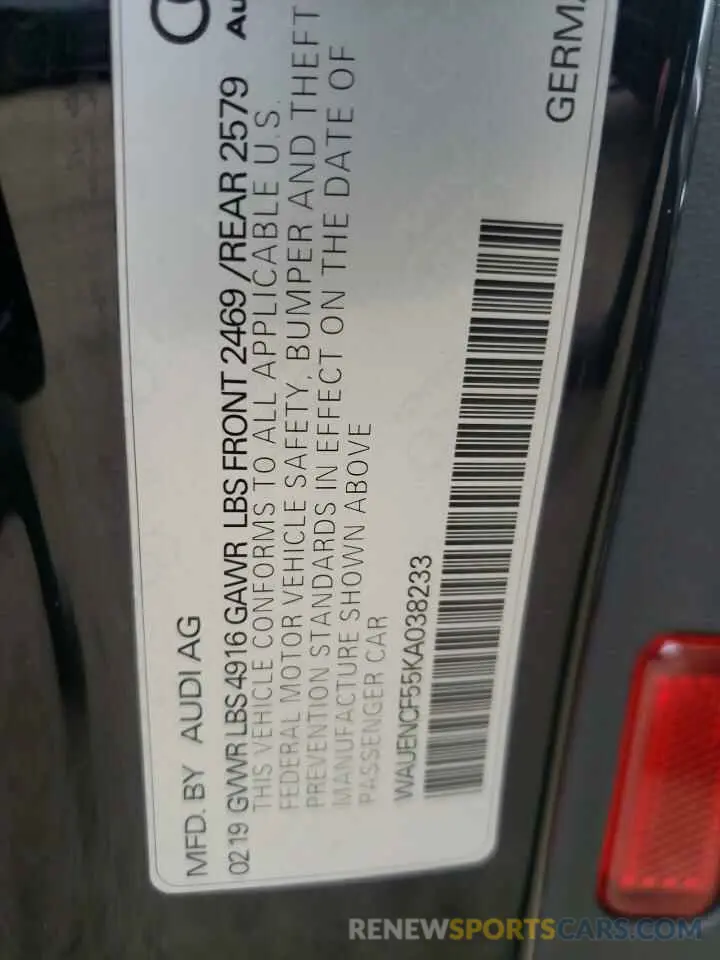 MFD. BY AUDI AG
0219 GVWR LBS 4916 GAWR LBS FRONT 2469 /REAR 2579
THIS VEHICLE CONFORMS TO ALL APPLICABLE U.S.
FEDERAL MOTOR VEHICLE SAFETY, BUMPER AND THEFT
PREVENTION STANDARDS IN EFFECT ON THE DATE OF
MANUFACTURE SHOWN ABOVE
PASSENGER CAR
WAUENCF55KA038233
RENEWSPORTSCARS.COM